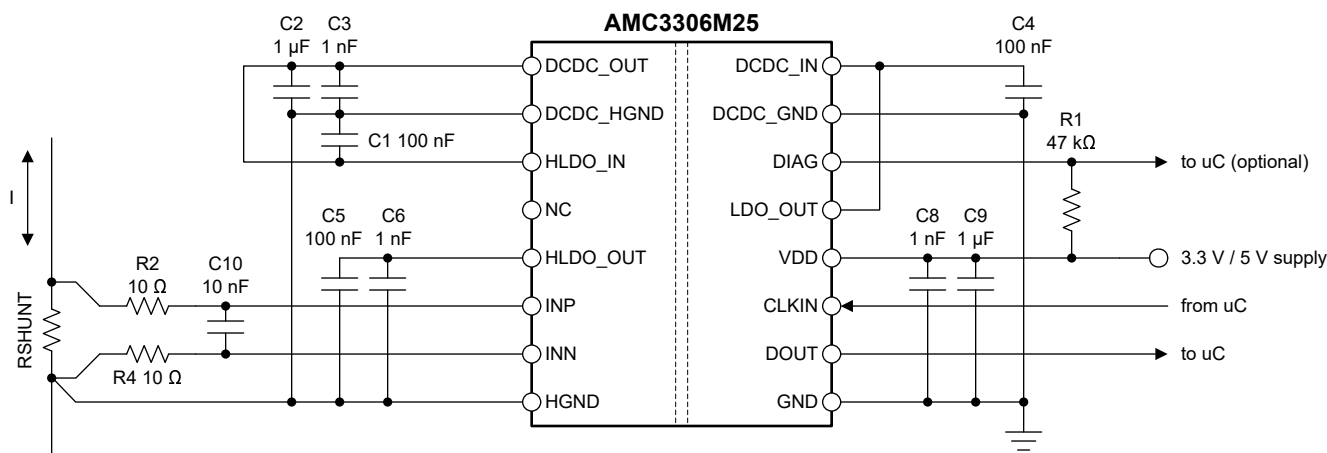 AMC3306M25
C2
1 µF
C3
1 nF
C4
100 nF
DCDC_OUT
DCDC_IN
DCDC_HGND
DCDC_GND
R1
47 kΩ
C1 100 nF
HLDO_IN
DIAG
to uC (optional)
I
NC
LDO_OUT
C5
100 nF
C6
1 nF
C8
1 nF
C9
1 µF
HLDO_OUT
VDD
3.3 V / 5 V supply
R2
10 Ω
C10
10 nF
INP
CLKIN
from uC
RSHUNT
INN
DOUT
to uC
R4 10 Ω
HGND
GND